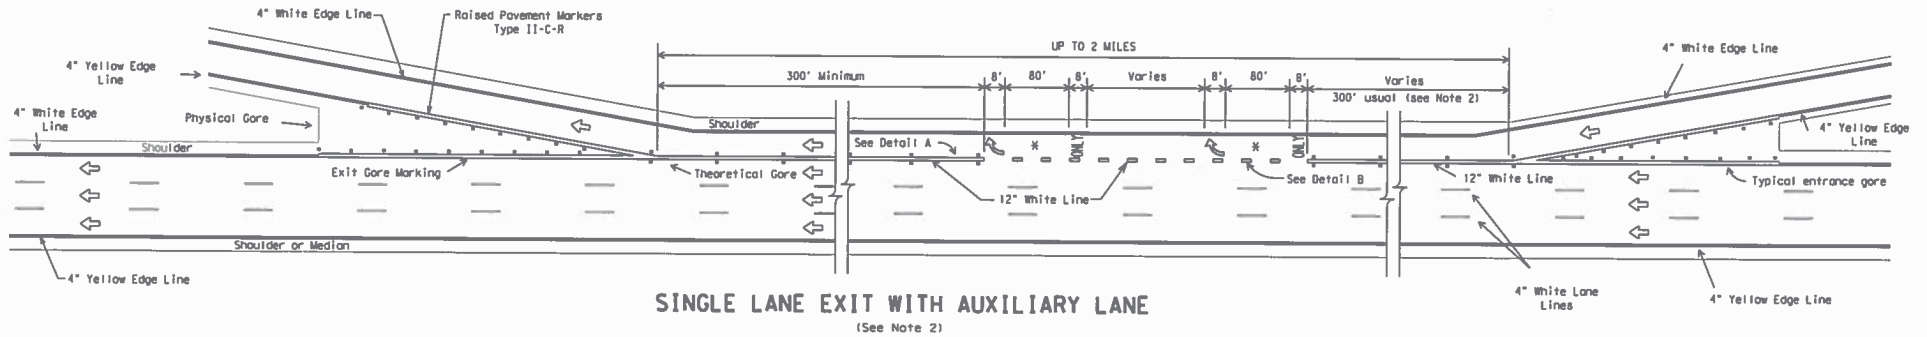 4" White Edge Line
Raised Pavement Markers
Type II-C-R
UP TO 2 MILES
4" White Edge Line
4" Yellow Edge
Line
300' Minimum
8'
80'
8'
Varies
8'
80'
8'
Varies
300' usual (see Note 2)
4" White Edge
Line
Physical Gore
Shoulder
4" Yellow Edge
Line
Shoulder
See Detail A
*
ONLY
*
ONLY
Exit Gore Marking
Theoretical Gore
12" White Line
See Detail B
12" White Line
Typical entrance gore
Shoulder or Median
4" Yellow Edge Line
4" White Lane
Lines
4" Yellow Edge Line
SINGLE LANE EXIT WITH AUXILIARY LANE
(See Note 2)